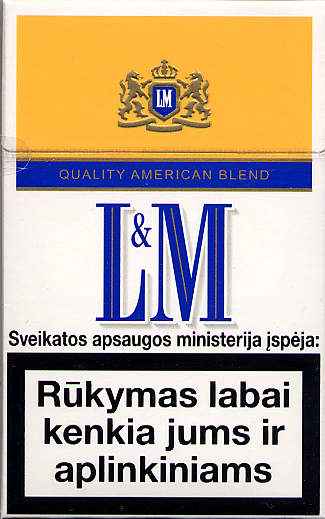 LM
QUALITY AMERICAN BLEND
L&M
Sveikatos apsaugos ministerija įspėja:
Rūkymas labai
kenkia jums ir
aplinkiniams